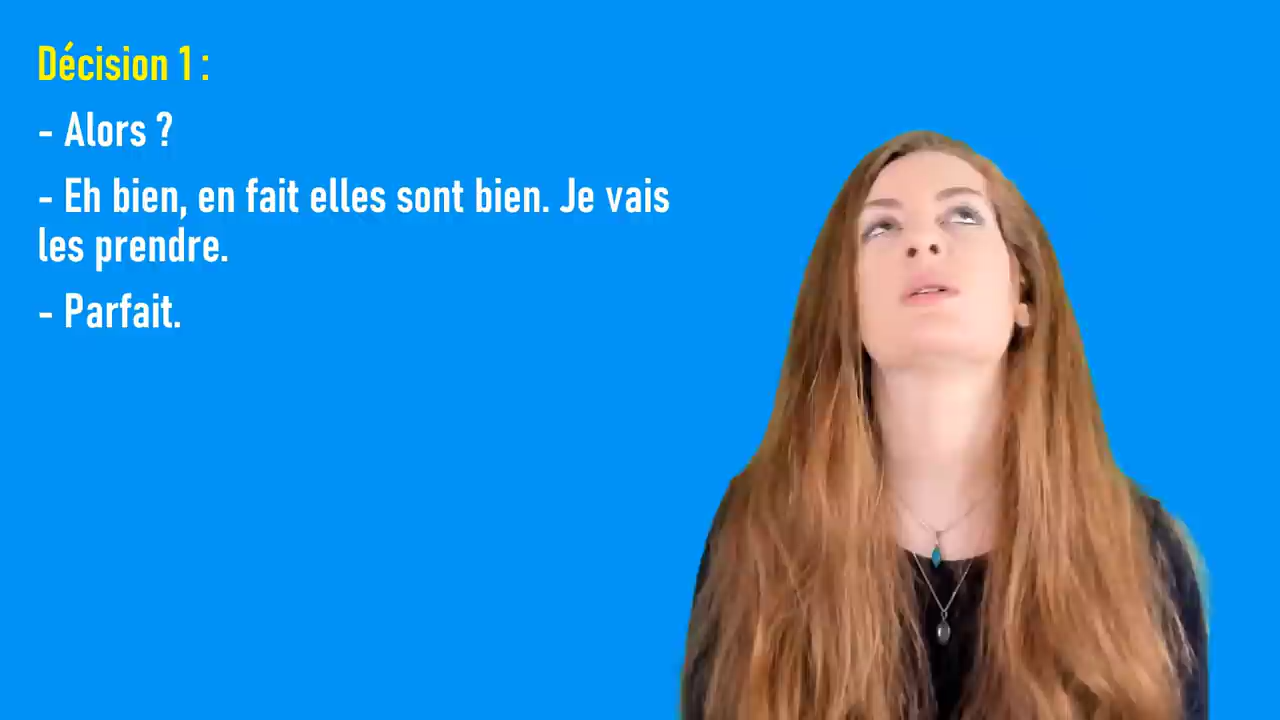 Décision 1 :
- Alors ?
- Eh bien, en fait elles sont bien. Je vais
les prendre.
- Parfait.